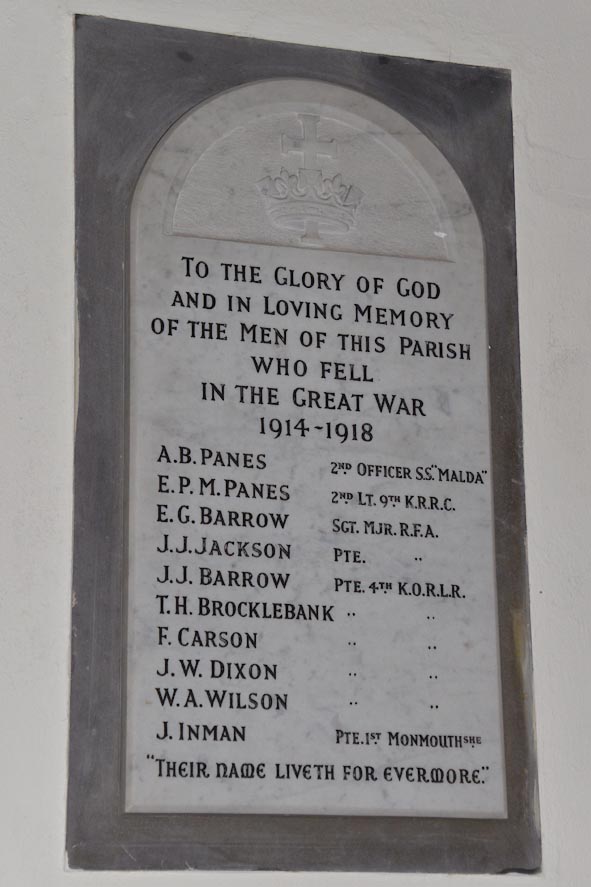 To the Glory of God
and in Loving Memory
of the Men of this Parish
who fell
in the Great War
1914-1918
A.B. Panes 2ND Officer S.S. "Malda"
E.P.M. Panes 2ND Lt. 9TH K.R.R.C.
E.G. Barrow Sgt. Mjr. R.F.A.
J.J. Jackson Pte. "
J.J. Barrow Pte. 4TH K.O.R.L.R.
T.H. Brocklebank " "
F. Carson " "
J.W. Dixon " "
W.A. Wilson " "
J. Inman Pte. 1ST Monmouthshe
"Their name liveth for evermore."